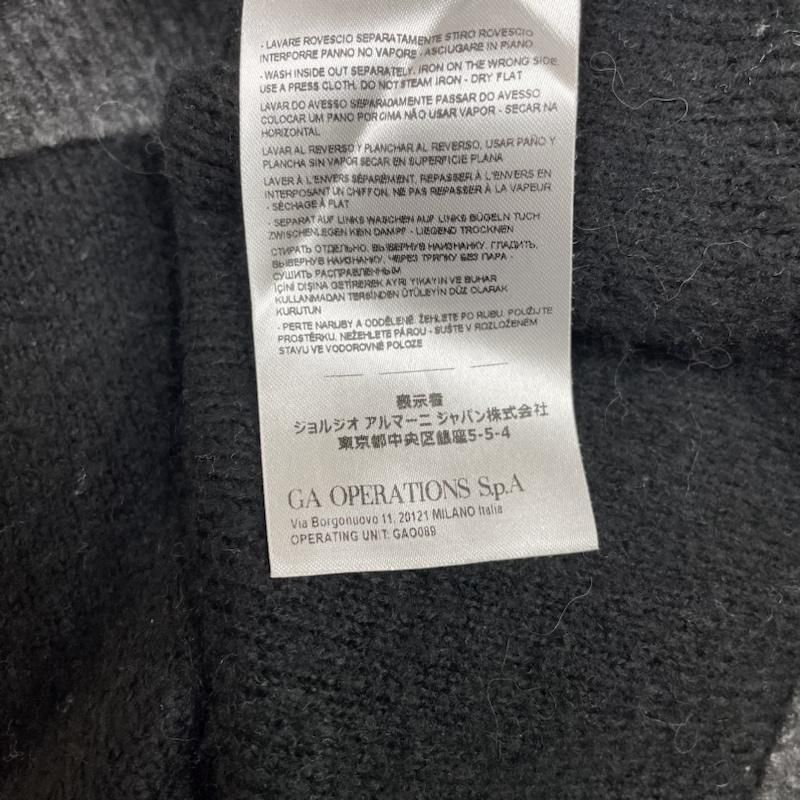 - LAVARE ROVESCIO SEPARATAMENTE STIRO ROVESCIO
INTERPORRE PANNO NO VAPORE - ASCIUGARE IN PIANO
- WASH INSIDE OUT SEPARATELY. IRON ON THE WRONG SIDE.
USE A PRESS CLOTH. DO NOT STEAM IRON - DRY FLAT
LAVAR DO AVESSO SEPARADAMENTE PASSAR DO AVESSO
COLOCAR UM PANO POR CIMA NÃO USAR VAPOR - SECAR NA
HORIZONTAL
LAVAR AL REVERSO Y PLANCHAR AL REVERSO, USAR PAÑO Y
PLANCHA SIN VAPOR SECAR EN SUPERFICIE PLANA
LAVER À L'ENVERS SÉPARÉMENT, REPASSER À L'ENVERS EN
INTERPOSANT UN CHIFFON. NE PAS REPASSER À LA VAPEUR
- SÉCHAGE À PLAT
- SEPARAT AUF LINKS WASCHEN AUF LINKS BÜGELN TUCH
ZWISCHENLEGEN KEIN DAMPF - LIEGEND TROCKNEN
СТИРАТЬ ОТДЕЛЬНО, ВЫВЕРНУВ НАИЗНАНКУ. ГЛАДИТЬ,
ВЫВЕРНУВ НАИЗНАНКУ, ЧЕРЕЗ ТРЯПКУ БЕЗ ПАРА -
СУШИТЬ РАСПРАВЛЕННЫМ
İÇİNİ DIŞINA GETİREREK AYRI YIKAYIN VE BUHAR
KULLANMADAN TERSİNDEN ÜTÜLEYİN DÜZ OLARAK
KURUTUN
- PERTE NARUBY A ODDĚLENĚ. ŽEHLETE PO RUBU. POUŽIJTE
PROSTĚRKU. NEŽEHLETE PÁROU - SUŠTE V ROZLOŽENÉM
STAVU VE VODOROVNÉ POLOZE
表示者
ジョルジオ アルマーニ ジャパン株式会社
東京都中央区銀座5-5-4
GA OPERATIONS S.p.A
Via Borgonuovo 11, 20121 MILANO Italia
OPERATING UNIT: GAO089